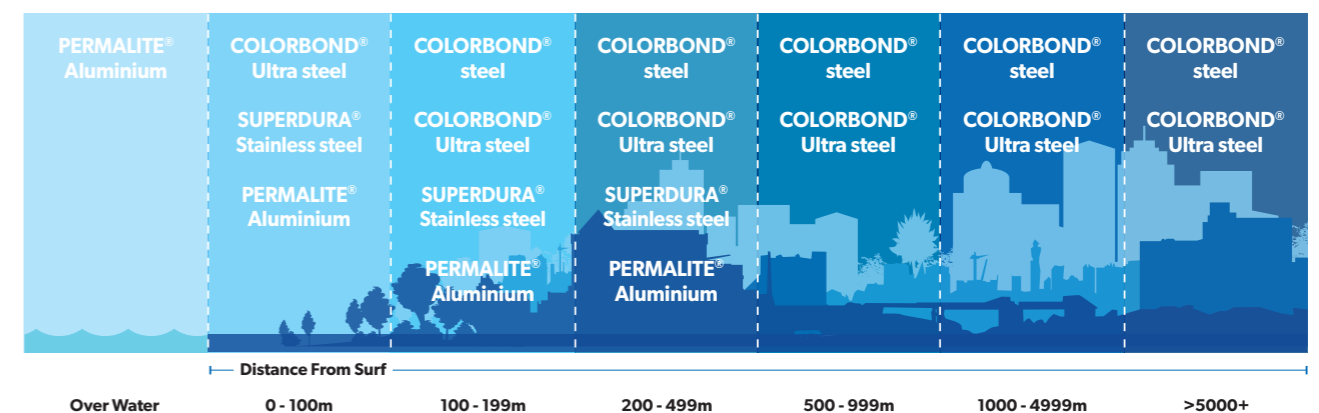 PERMALITE®
Aluminium
COLORBOND®
Ultra steel
SUPERDURA®
Stainless steel
PERMALITE®
Aluminium
COLORBOND®
steel
COLORBOND®
Ultra steel
SUPERDURA®
Stainless steel
PERMALITE®
Aluminium
COLORBOND®
steel
COLORBOND®
Ultra steel
SUPERDURA®
Stainless steel
PERMALITE®
Aluminium
COLORBOND®
steel
COLORBOND®
Ultra steel
COLORBOND®
steel
COLORBOND®
Ultra steel
COLORBOND®
steel
COLORBOND®
Ultra steel
Distance From Surf
Over Water
0 - 100m
100 - 199m
200 - 499m
500 - 999m
1000 - 4999m
>5000+